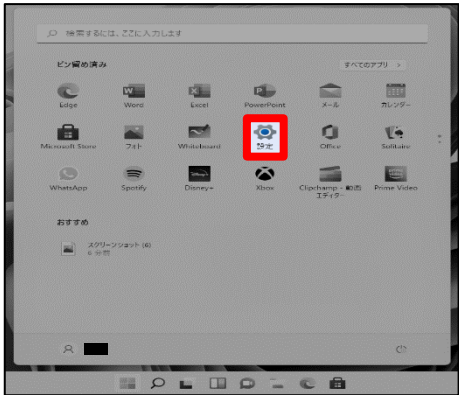 検索するには、ここに入力します
ピン留め済み
すべてのアプリ >
Edge
Word
Excel
PowerPoint
メール
カレンダー
Microsoft Store
フォト
Whiteboard
設定
Office
Solitaire
WhatsApp
Spotify
Disney+
Xbox
Clipchamp - 動画
エディター
Prime Video
おすすめ
スクリーンショット (6)
6 分前